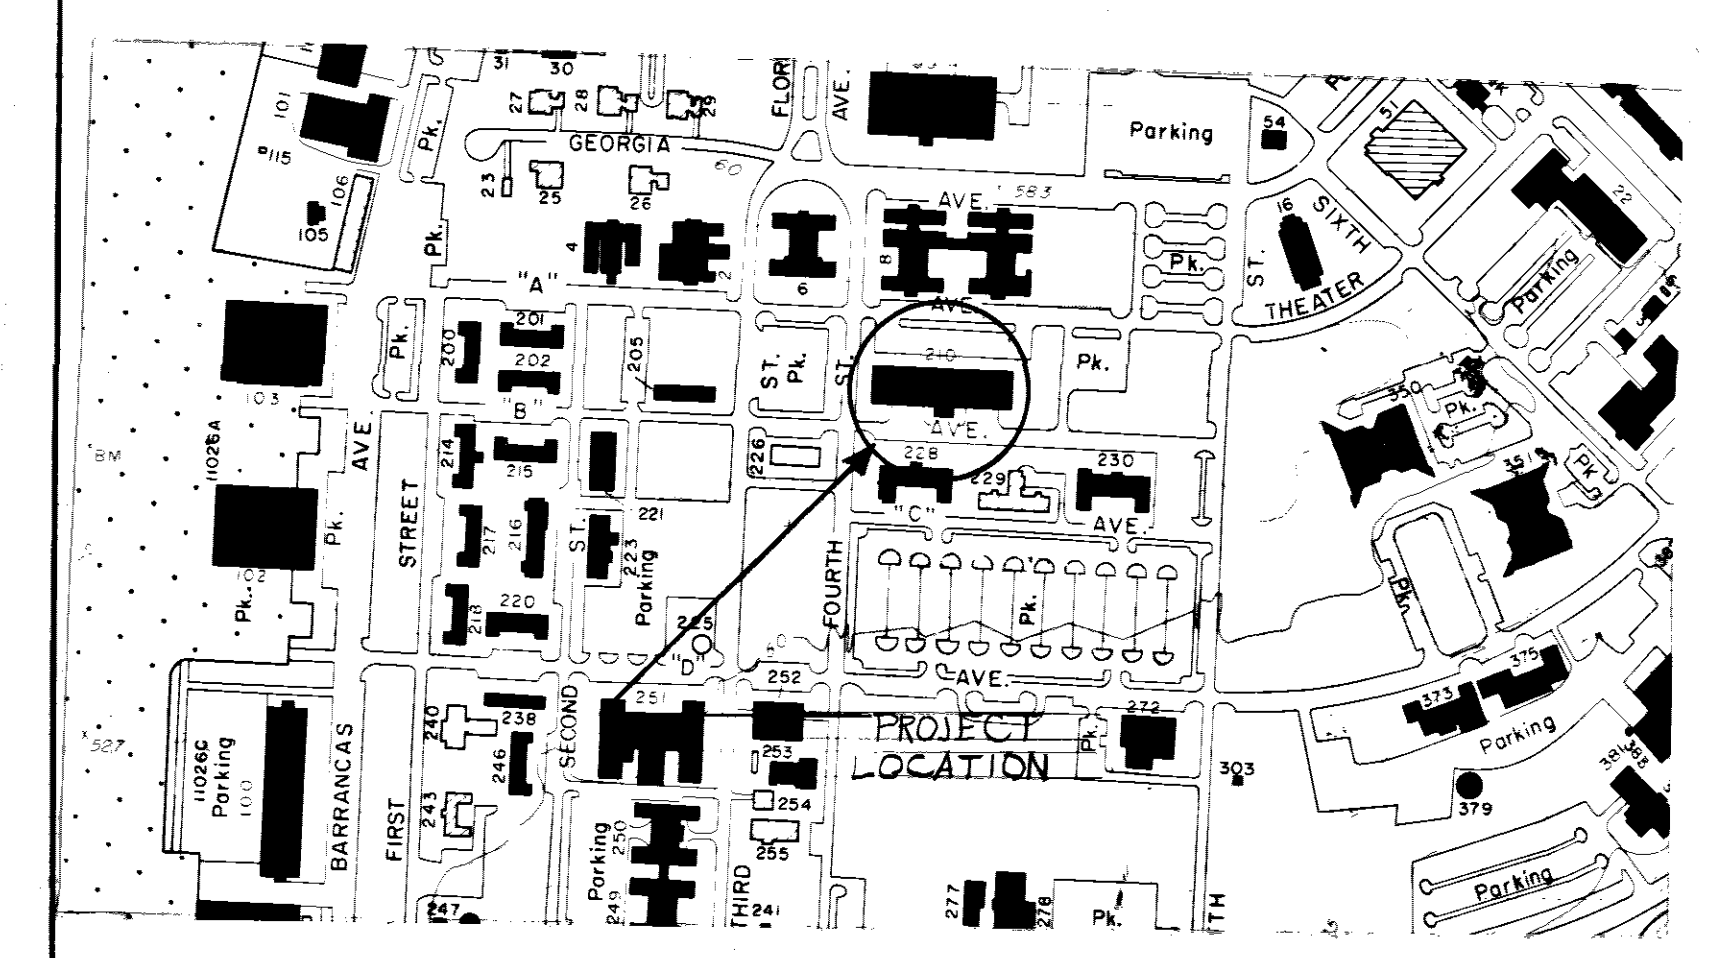 31
30
FLOR
AVE.
27
28
29
101
Pk.
GEORGIA
Parking
54
51
115
106
23
25
26
60
AVE.
583
16
SIXTH
22
105
Pk.
4
2
6
8
Pk.
ST.
Parking
"A"
AVE.
THEATER
200
201
202
205
ST.
Pk.
ST.
210
Pk.
Pk.
103
"B"
AVE.
350
Pk.
11026A
BM
AVE.
214
215
226
228
229
230
351
Pk.
Pk.
STREET
217
216
ST.
221
223
Parking
"C"
AVE.
102
Pk.
218
220
225
FOURTH
Pk.
Pk.
"D"
60
AVE.
375
373
527
11026C
Parking
100
BARRANCAS
FIRST
240
238
246
243
SECOND
251
252
253
254
255
PROJECT
LOCATION
Pk.
272
303
Parking
381
388
379
Parking
250
249
THIRD
241
247
277
278
Pk.
TH
Parking